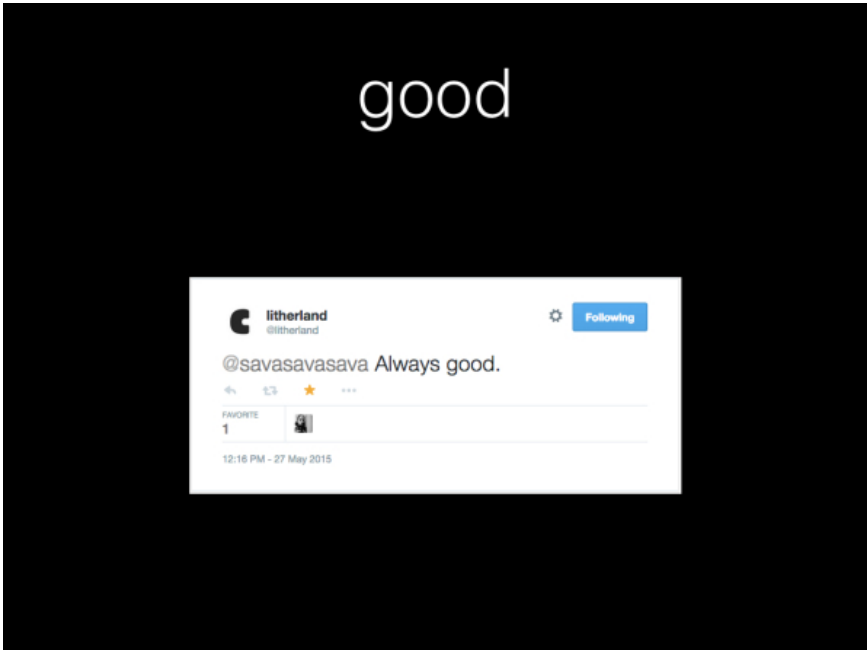 good
litherland
@litherland
Following
@savasavasava Always good.
FAVORITE
1
12:16 PM - 27 May 2015